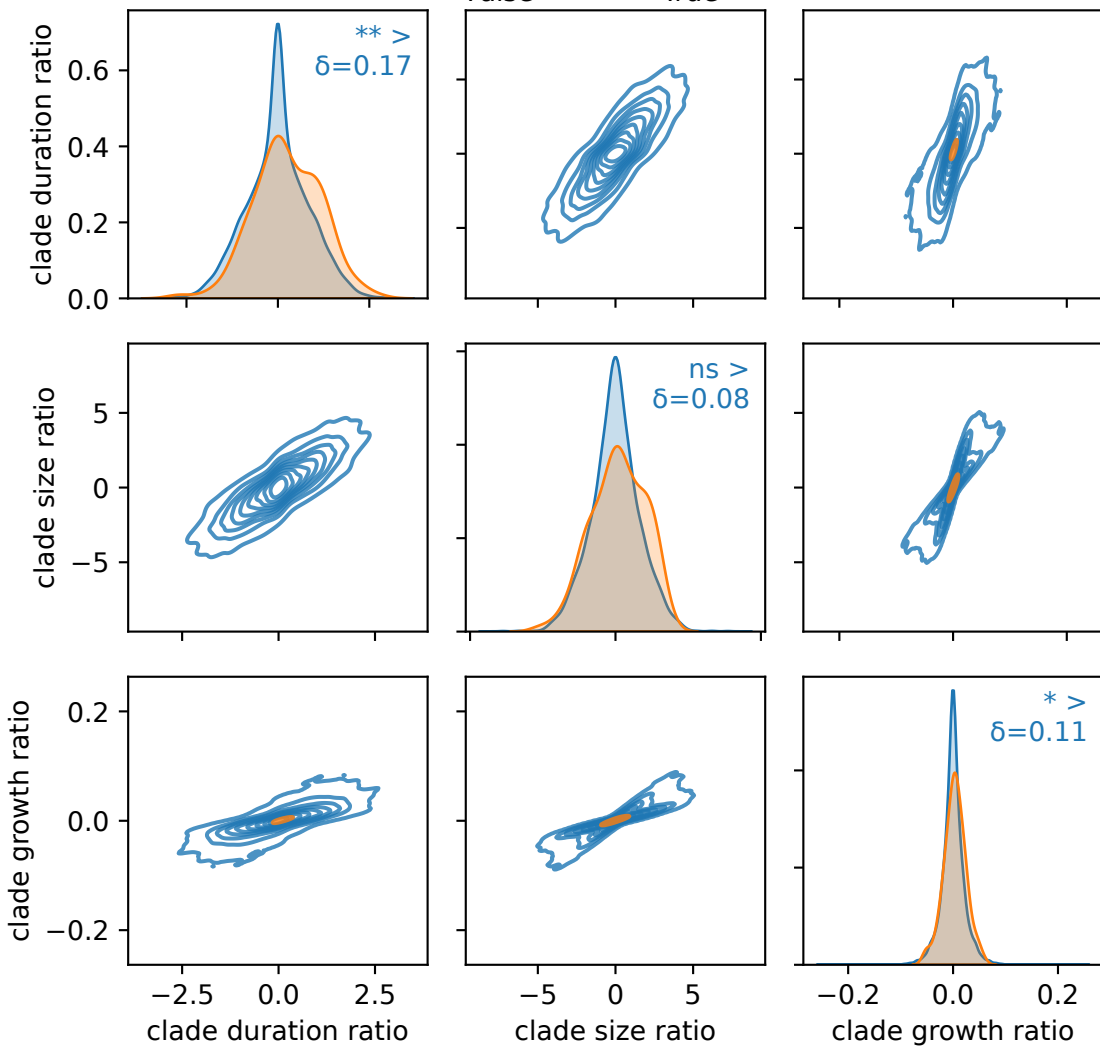 clade duration ratio
0.6
0.4
0.2
0.0
** >
δ=0.17
clade size ratio
5
0
−5
ns >
δ=0.08
clade growth ratio
0.2
0.0
−0.2
* >
δ=0.11
−2.5 0.0 2.5
−5 0 5
−0.2 0.0 0.2
clade duration ratio
clade size ratio
clade growth ratio